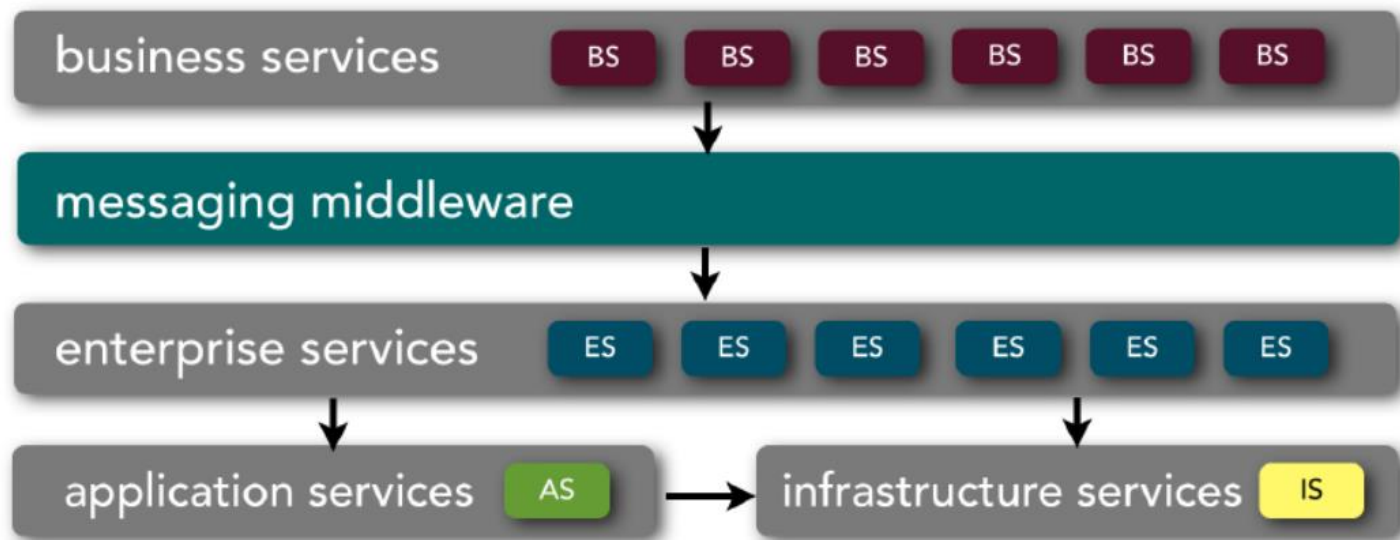 business services BS BS BS BS BS BS
messaging middleware
enterprise services ES ES ES ES ES ES
application services AS infrastructure services IS